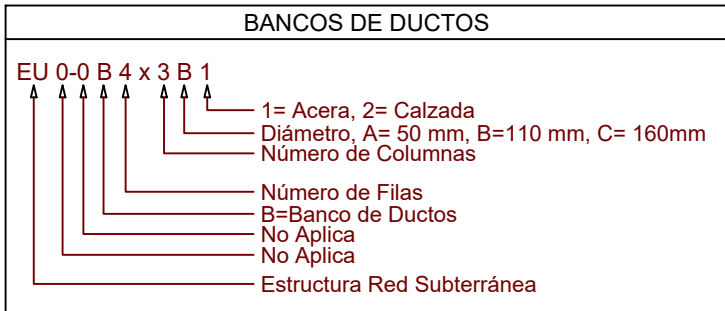 BANCOS DE DUCTOS
EU 0-0 B 4 x 3 B 1
1= Acera, 2= Calzada
Diámetro, A= 50 mm, B=110 mm, C= 160mm
Número de Columnas
Número de Filas
B=Banco de Ductos
No Aplica
No Aplica
Estructura Red Subterránea